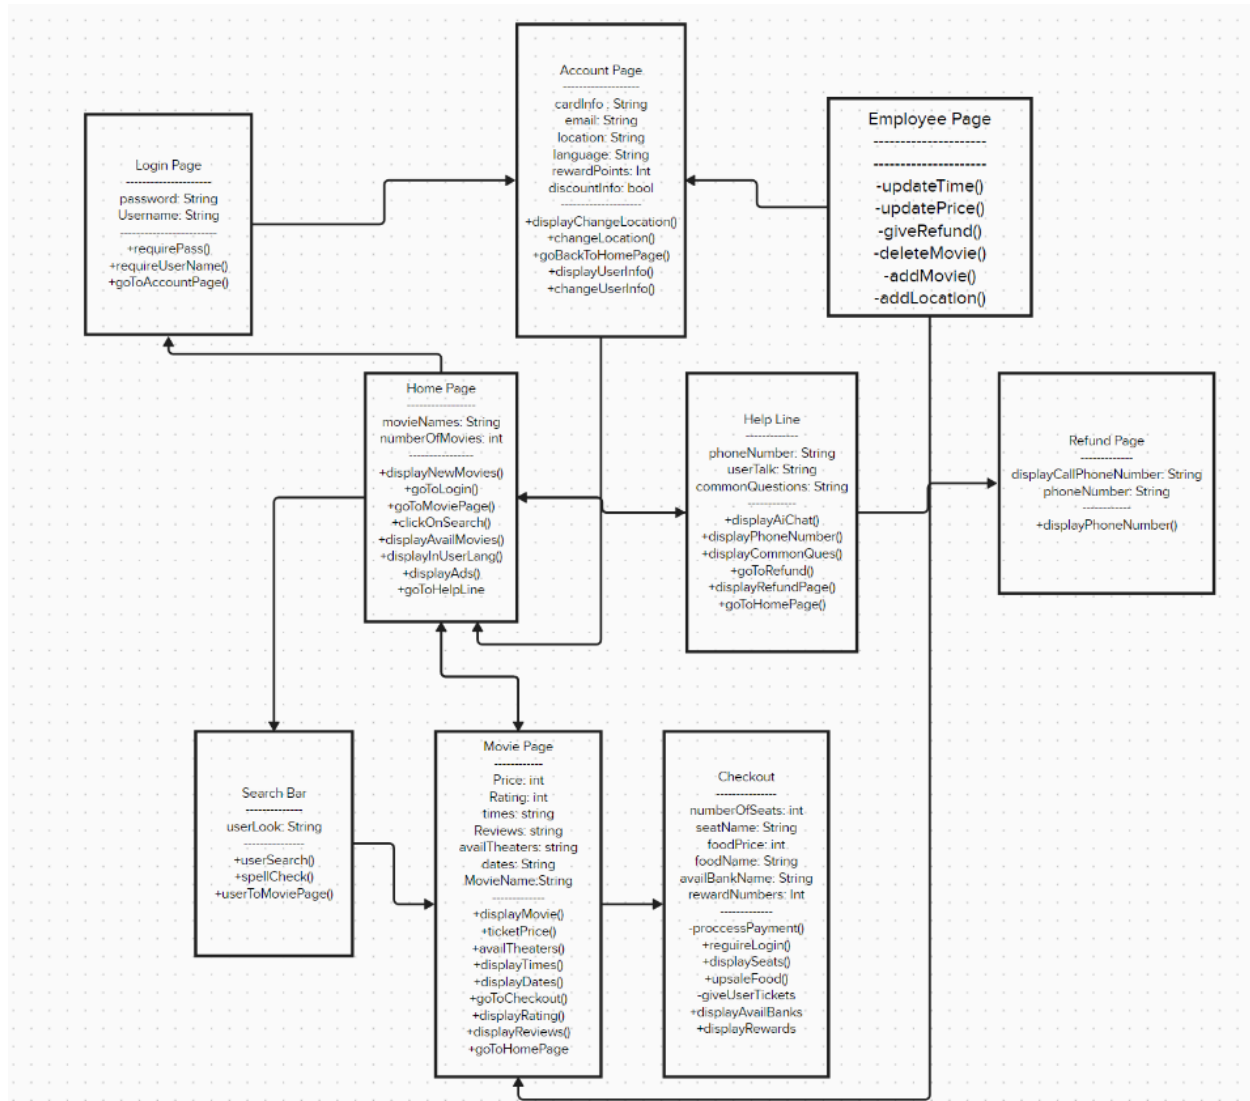 Account Page
--------------------
cardInfo : String
email: String
location: String
language: String
rewardPoints: Int
discountInfo: bool
--------------------
+displayChangeLocation()
+changeLocation()
+goBackToHomePage()
+displayUserInfo()
+changeUserInfo()
Employee Page
--------------------
--------------------
-updateTime()
-updatePrice()
-giveRefund()
-deleteMovie()
-addMovie()
-addLocation()
Login Page
--------------------
password: String
Username: String
--------------------
+requirePass()
+requireUserName()
+goToAccountPage()
Home Page
----------------
movieNames: String
numberOfMovies: int
----------------
+displayNewMovies()
+goToLogin()
+goToMoviePage()
+clickOnSearch()
+displayAvailMovies()
+displayInUserLang()
+displayAds()
+goToHelpLine
Help Line
-------------
phoneNumber: String
userTalk: String
commonQuestions: String
-------------
+displayAiChat()
+displayPhoneNumber()
+displayCommonQues()
+goToRefund()
+displayRefundPage()
+goToHomePage()
Refund Page
-------------
displayCallPhoneNumber: String
phoneNumber: String
-------------
+displayPhoneNumber()
Search Bar
--------------
userLook: String
---------------
+userSearch()
+spellCheck()
+userToMoviePage()
Movie Page
------------
Price: int
Rating: int
times: string
Reviews: string
availTheaters: string
dates: String
MovieName:String
-------------
+displayMovie()
+ticketPrice()
+availTheaters()
+displayTimes()
+displayDates()
+goToCheckout()
+displayRating()
+displayReviews()
+goToHomePage
Checkout
---------------
numberOfSeats: int
seatName: String
foodPrice: int
foodName: String
availBankName: String
rewardNumbers: Int
-------------
-proccessPayment()
+reguireLogin()
+displaySeats()
+upsaleFood()
-giveUserTickets
+displayAvailBanks
+displayRewards